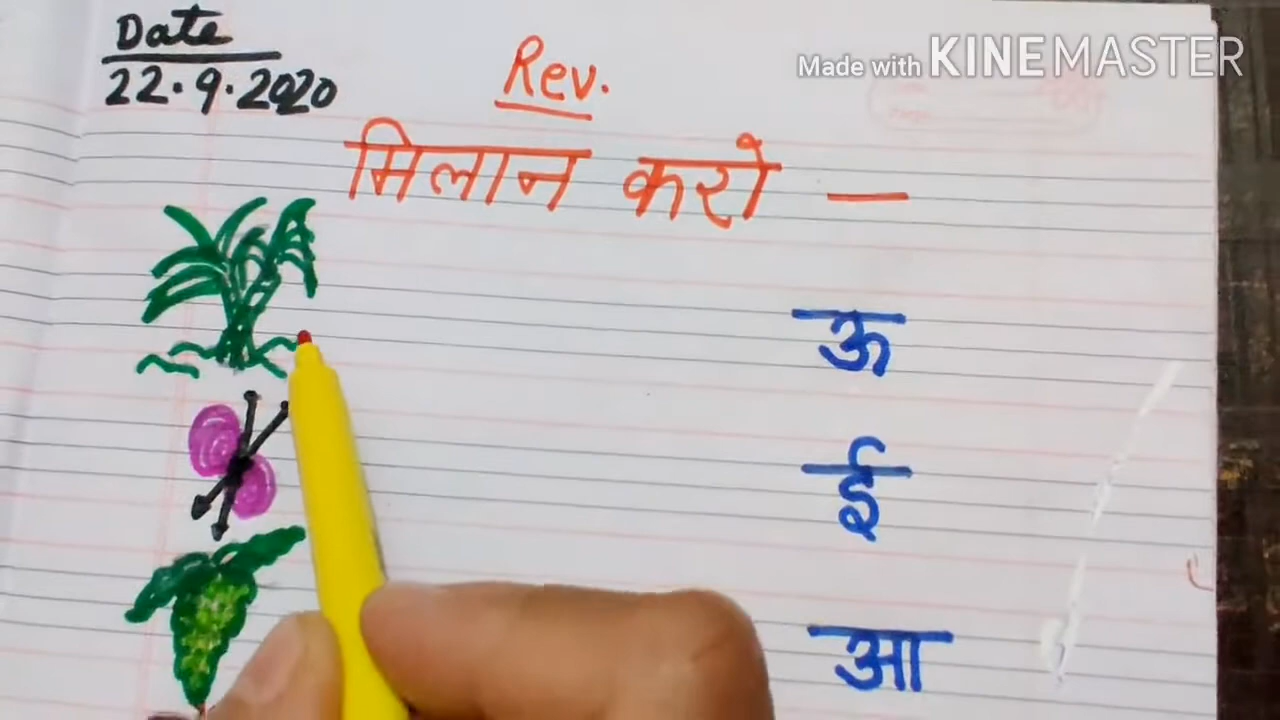 Date
22.9.2020
Made with KINEMASTER
Rev.
मिलान करो —
ऊ
ई
आ